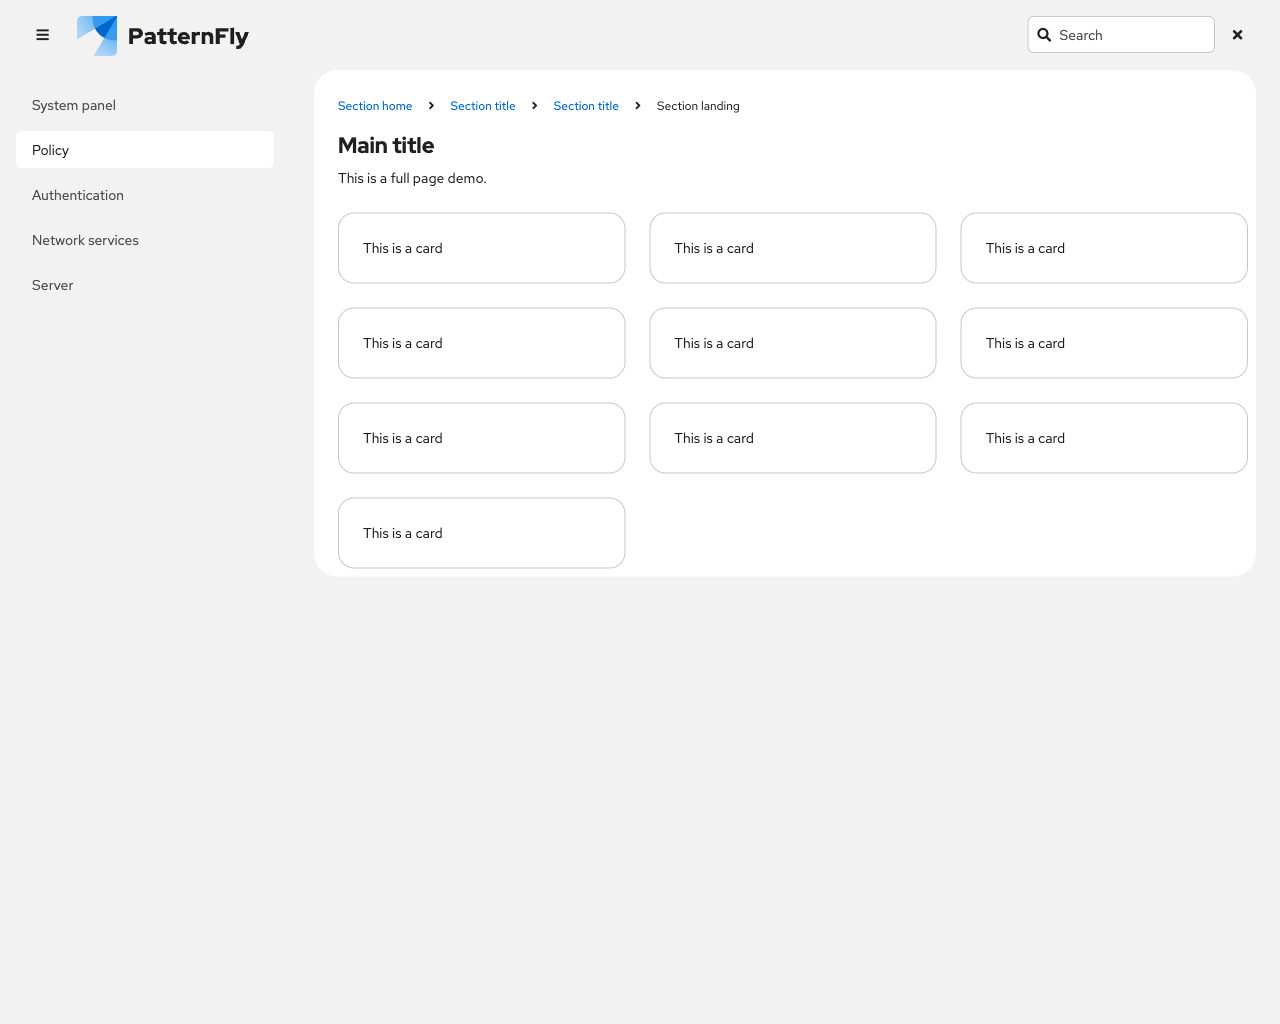 PatternFly
Search
System panel
Policy
Authentication
Network services
Server
Section home Section title Section title Section landing
Main title
This is a full page demo.
This is a card This is a card This is a card
This is a card This is a card This is a card
This is a card This is a card This is a card
This is a card